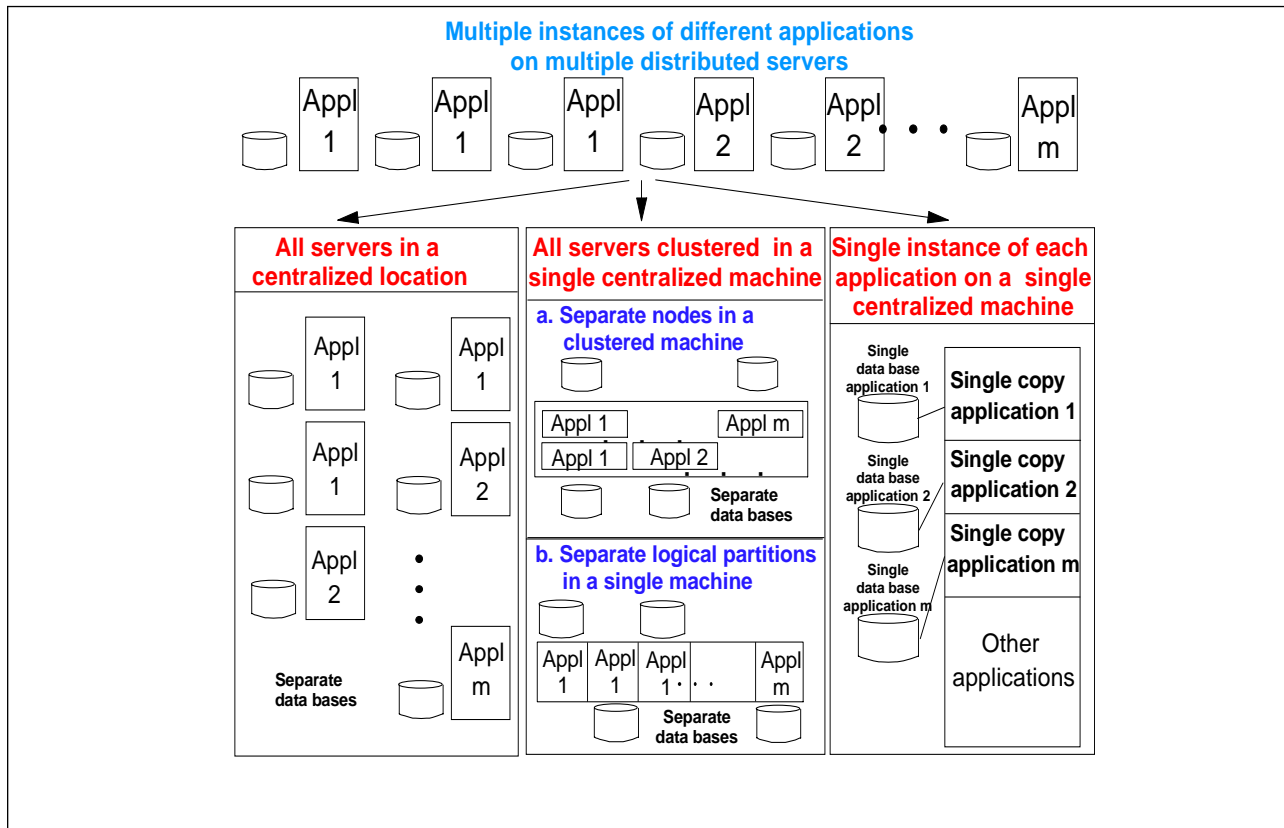 Multiple instances of different applications
on multiple distributed servers
Appl
1
Appl
1
Appl
1
Appl
2
Appl
2
. . .
Appl
m
All servers in a
centralized location
Appl
1
Appl
1
Appl
1
Appl
2
Appl
2
Appl
m
Separate
data bases
All servers clustered in a
single centralized machine
a. Separate nodes in a
clustered machine
Appl 1
Appl m
. . .
Appl 1
Appl 2
. . .
Separate
data bases
b. Separate logical partitions
in a single machine
Appl
1
Appl
1
Appl
1
. . .
Appl
m
Separate
data bases
Single instance of each
application on a single
centralized machine
Single
data base
application 1
Single copy
application 1
Single
data base
application 2
Single copy
application 2
Single
data base
application m
Single copy
application m
Other
applications